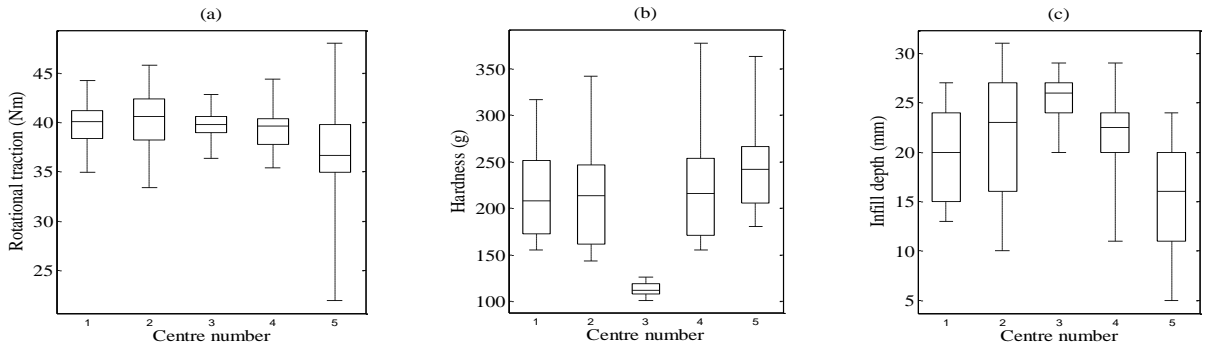 (a)
Rotational traction (Nm)
45
40
35
30
25
1 2 3 4 5
Centre number
(b)
Hardness (g)
350
300
250
200
150
100
1 2 3 4 5
Centre number
(c)
Infill depth (mm)
30
25
20
15
10
5
1 2 3 4 5
Centre number